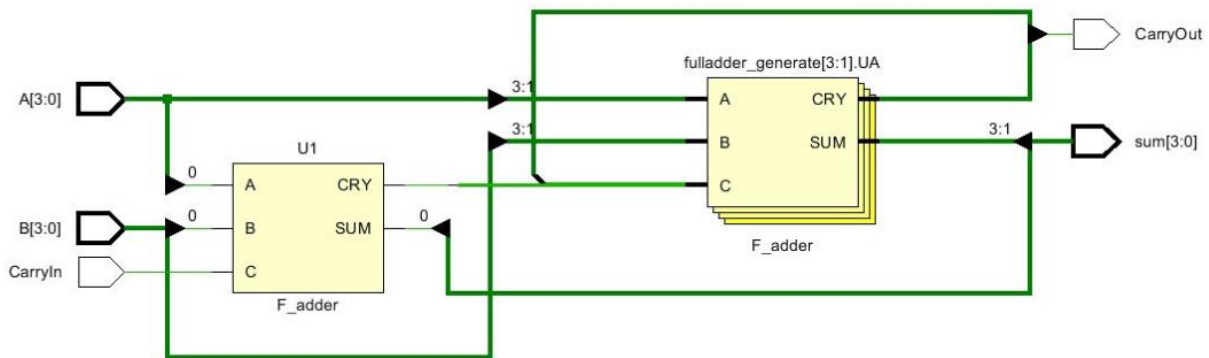 CarryOut
fulladder_generate[3:1].UA
3:1
A[3:0]
A
CRY
3:1
3:1
U1
B
SUM
sum[3:0]
0
A
CRY
C
0
0
B[3:0]
B
SUM
F_adder
CarryIn
C
F_adder